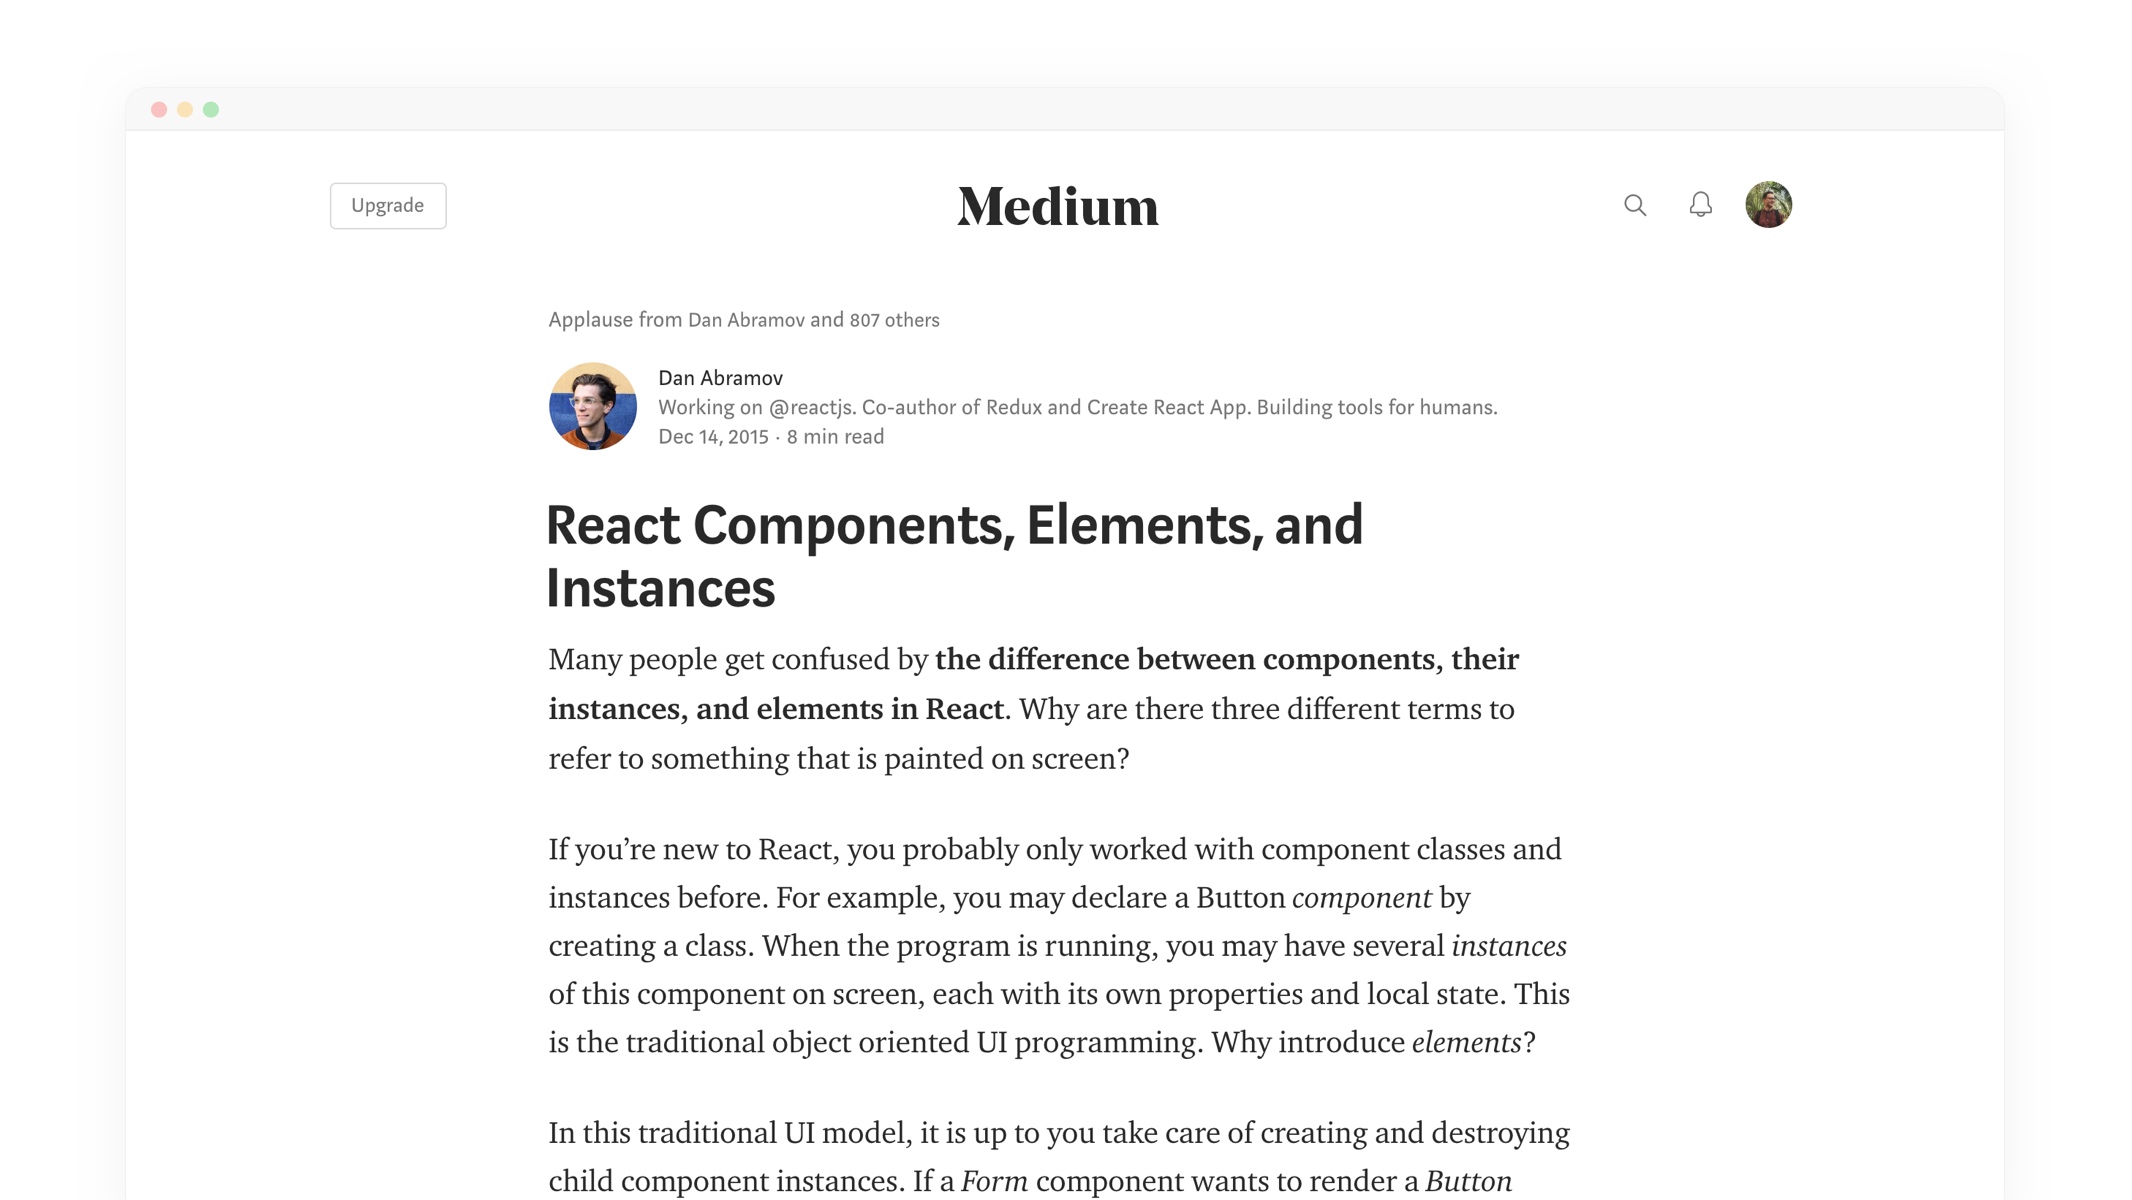 Upgrade
Medium
Applause from Dan Abramov and 807 others
Dan Abramov
Working on @reactjs. Co-author of Redux and Create React App. Building tools for humans.
Dec 14, 2015 · 8 min read
React Components, Elements, and
Instances
Many people get confused by the difference between components, their
instances, and elements in React. Why are there three different terms to
refer to something that is painted on screen?
If you’re new to React, you probably only worked with component classes and
instances before. For example, you may declare a Button component by
creating a class. When the program is running, you may have several instances
of this component on screen, each with its own properties and local state. This
is the traditional object oriented UI programming. Why introduce elements?
In this traditional UI model, it is up to you take care of creating and destroying
child component instances. If a Form component wants to render a Button